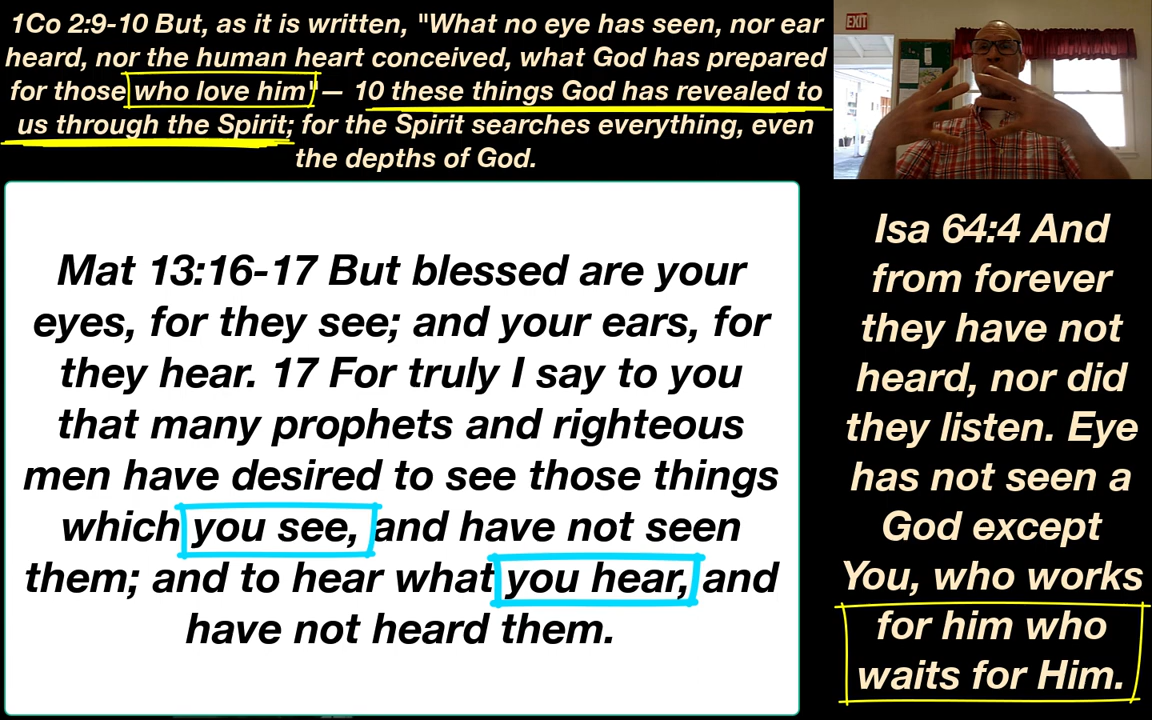 1Co 2:9-10 But, as it is written, "What no eye has seen, nor ear
heard, nor the human heart conceived, what God has prepared
for those who love him"— 10 these things God has revealed to
us through the Spirit; for the Spirit searches everything, even
the depths of God.
EXIT
Mat 13:16-17 But blessed are your
eyes, for they see; and your ears, for
they hear. 17 For truly I say to you
that many prophets and righteous
men have desired to see those things
which you see, and have not seen
them; and to hear what you hear, and
have not heard them.
Isa 64:4 And
from forever
they have not
heard, nor did
they listen. Eye
has not seen a
God except
You, who works
for him who
waits for Him.